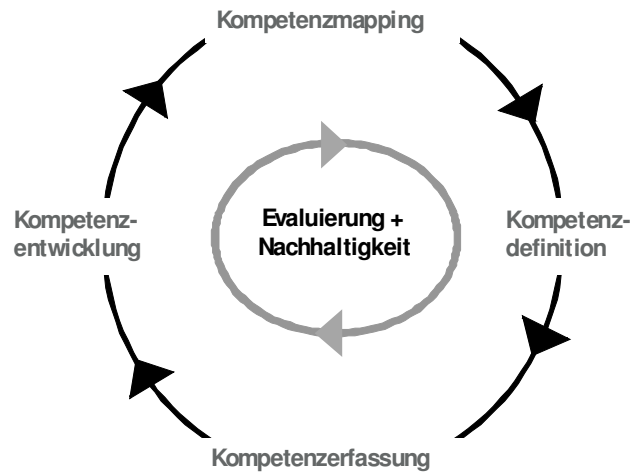 Kompetenzmapping
Kompetenz-
entwicklung
Evaluierung +
Nachhaltigkeit
Kompetenz-
definition
Kompetenzerfassung